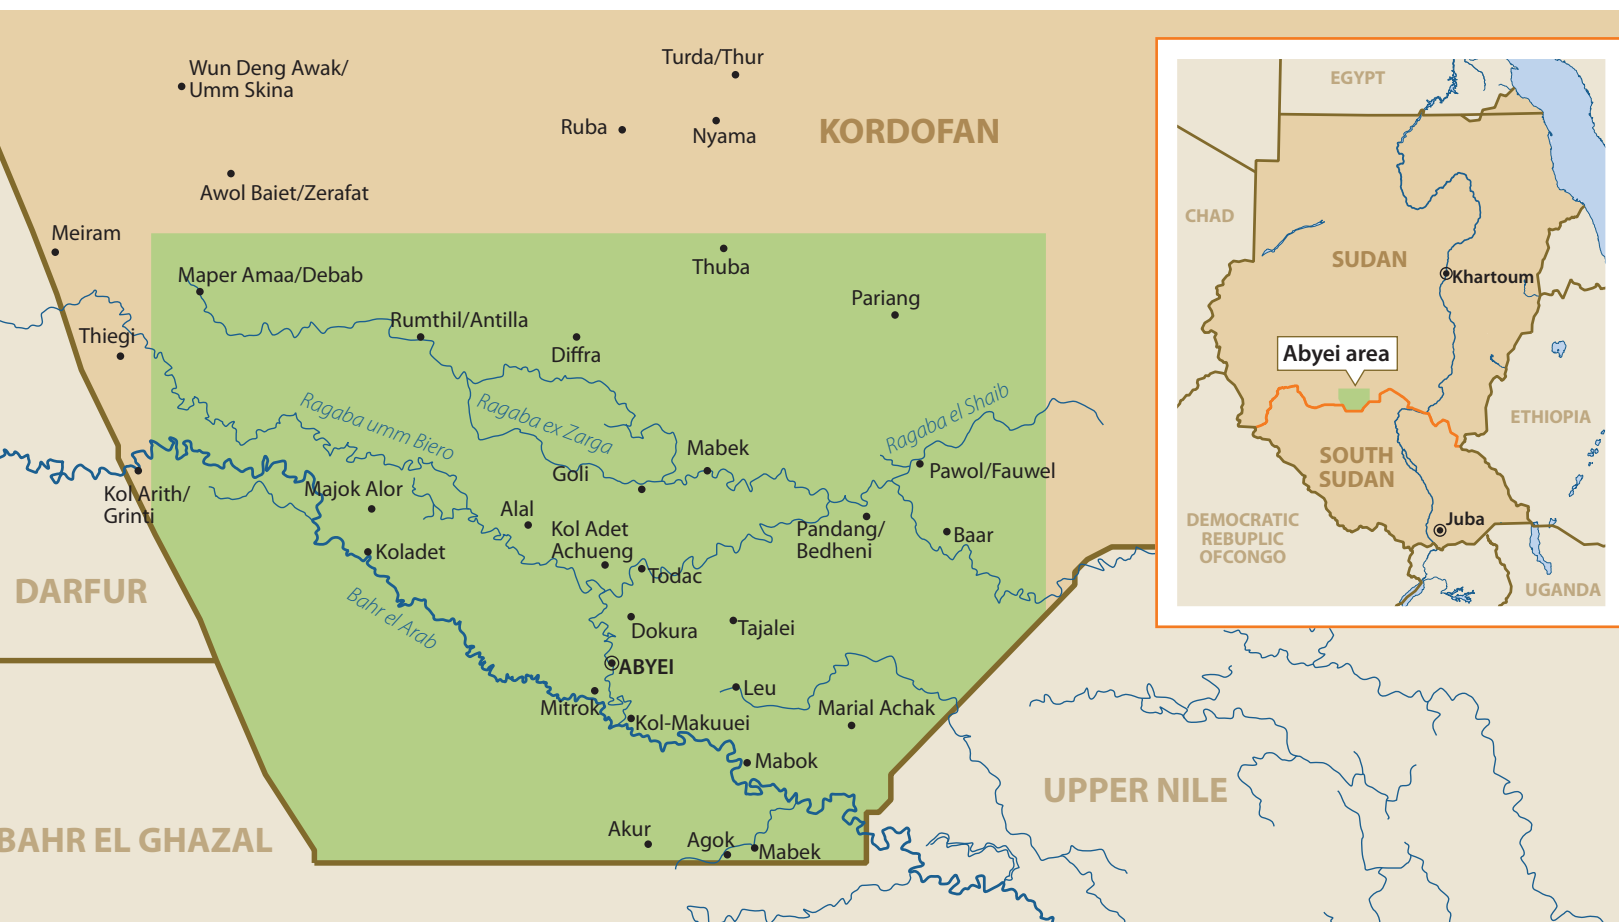 Wun Deng Awak/
Umm Skina
Turda/Thur
Ruba
Nyama
KORDOFAN
Awol Baiet/Zerafat
Meiram
Maper Amaa/Debab
Thuba
Pariang
Thiegi
Rumthil/Antilla
Diffra
Ragaba umm Biero
Ragaba ex Zarga
Ragaba el Shaib
Mabek
Goli
Pawol/Fauwel
Kol Arith/
Grinti
Majok Alor
Alal
Kol Adet
Achueng
Pandang/
Bedheni
Baar
Koladet
Todac
DARFUR
Bahr el Arab
Dokura
Tajalei
ABYEI
Leu
Mitrok
Kol-Makuuei
Marial Achak
Mabok
UPPER NILE
BAHR EL GHAZAL
Akur
Agok
Mabek
EGYPT
CHAD
SUDAN
Khartoum
Abyei area
ETHIOPIA
SOUTH
SUDAN
Juba
DEMOCRATIC
REBUPLIC
OFCONGO
UGANDA